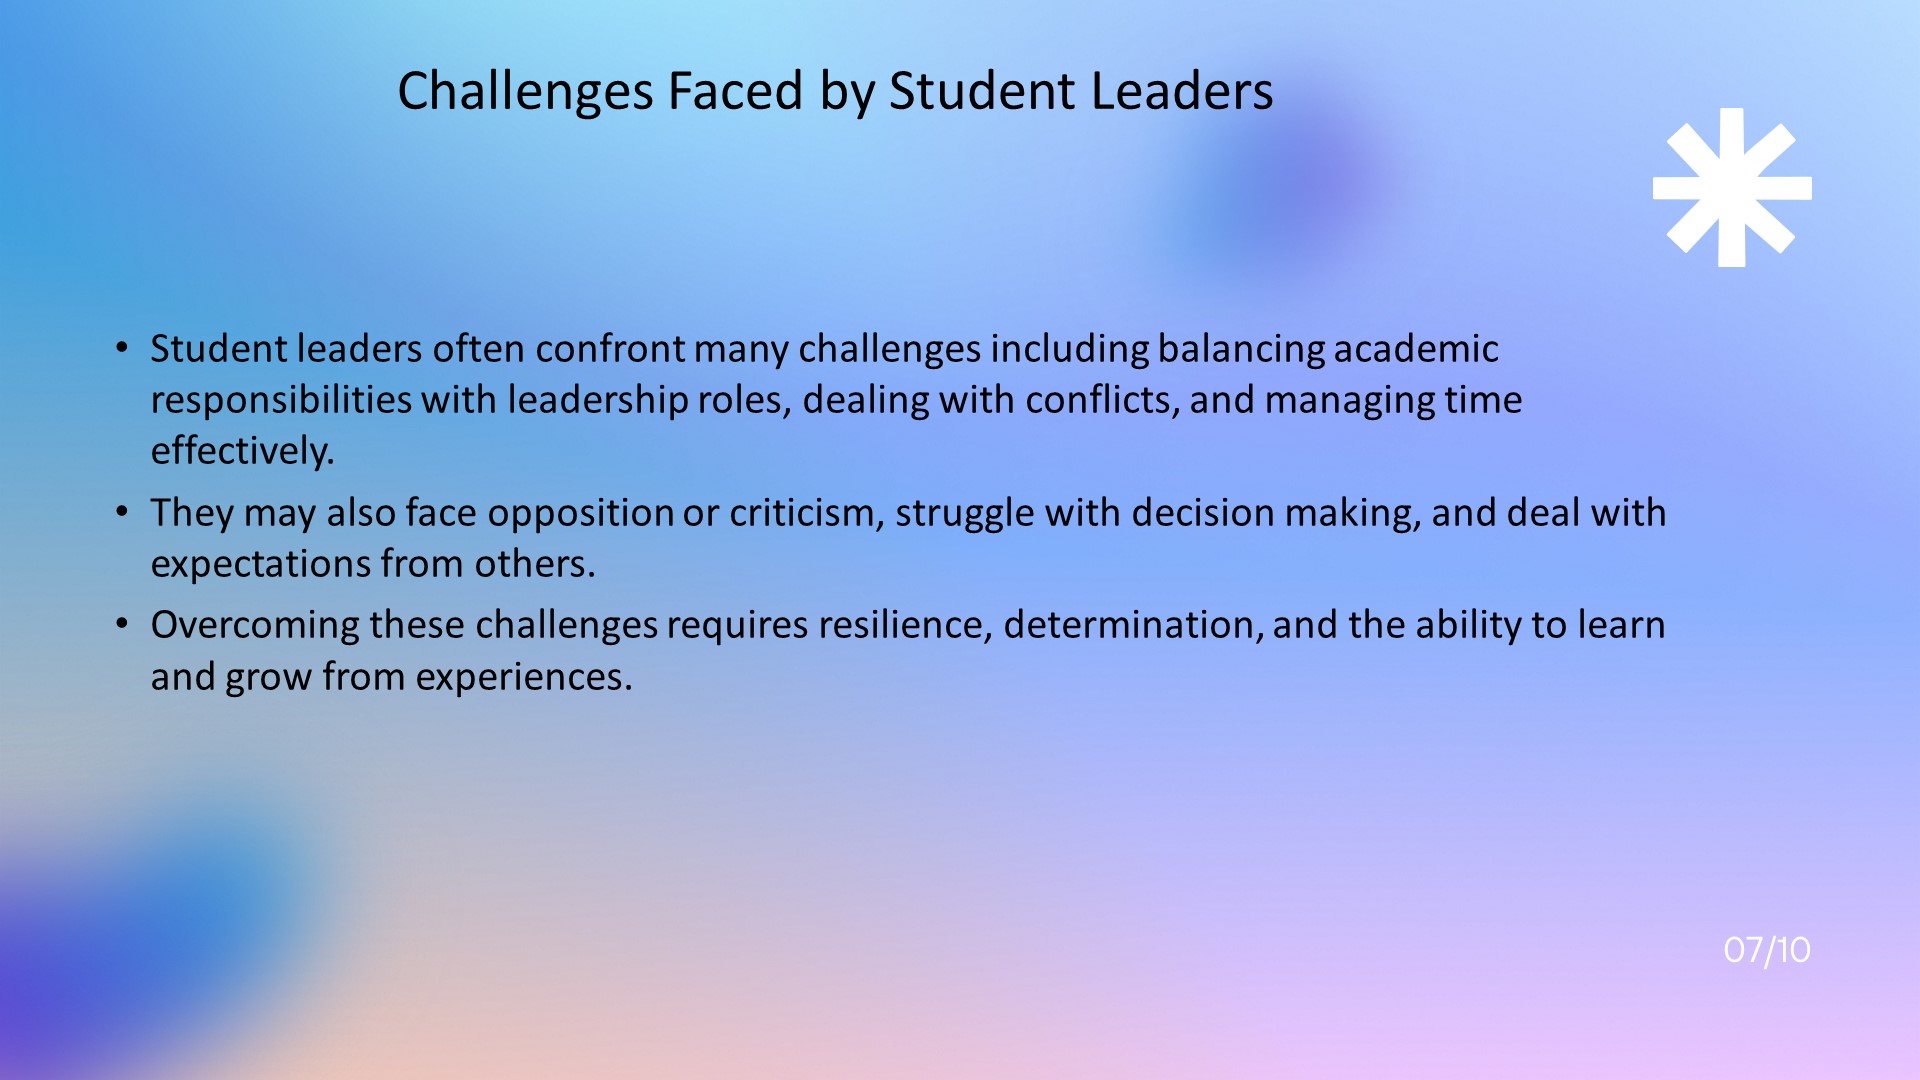 Challenges Faced by Student Leaders
• Student leaders often confront many challenges including balancing academic
responsibilities with leadership roles, dealing with conflicts, and managing time
effectively.
• They may also face opposition or criticism, struggle with decision making, and deal with
expectations from others.
• Overcoming these challenges requires resilience, determination, and the ability to learn
and grow from experiences.
07/10